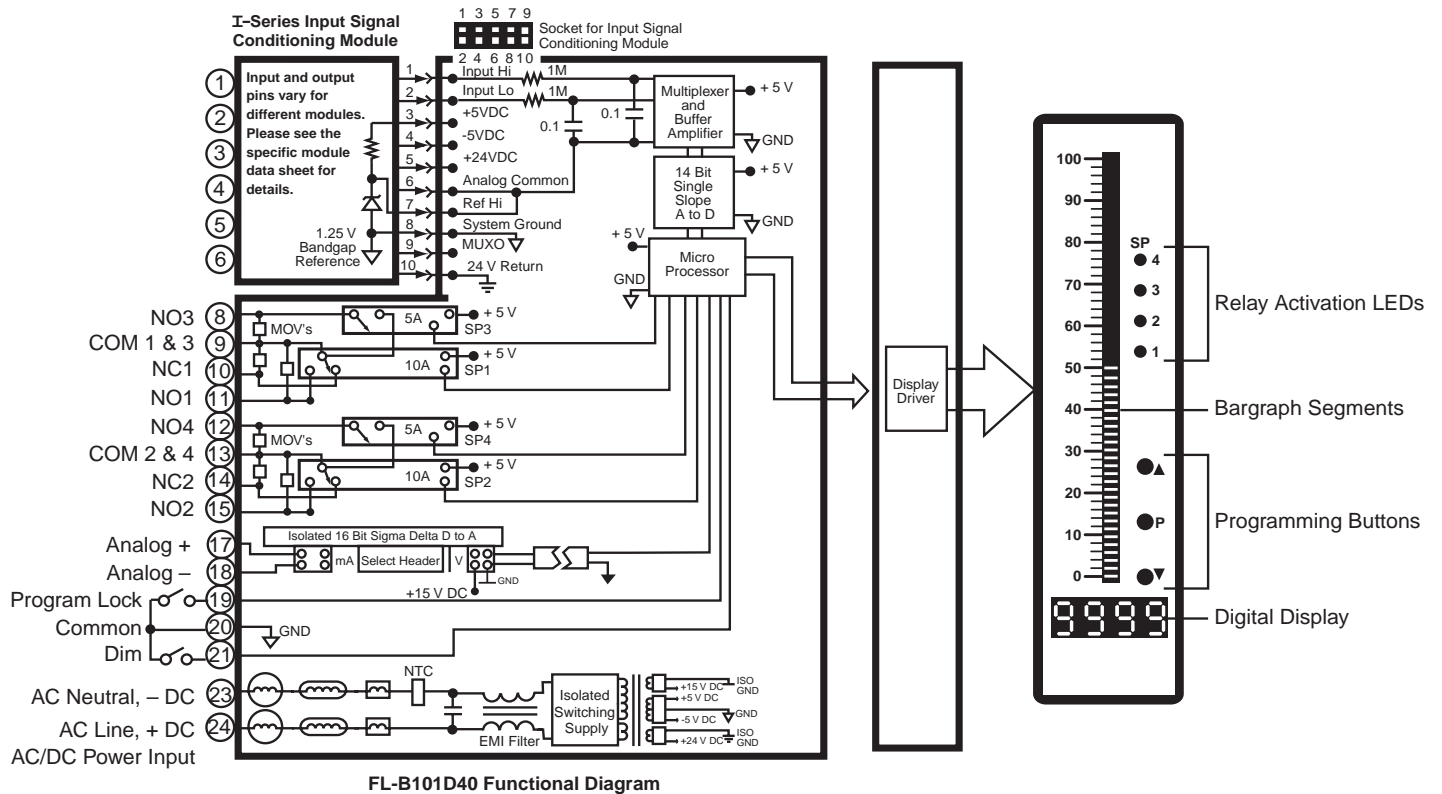 I-Series Input Signal
Conditioning Module
1 3 5 7 9
Socket for Input Signal
Conditioning Module
2 4 6 8 10
1
2
3
4
5
6
Input and output
pins vary for
different modules.
Please see the
specific module
data sheet for
details.
1.25 V
Bandgap
Reference
1
2
3
4
5
6
7
8
9
10
Input Hi
1M
Input Lo
1M
+5VDC
-5VDC
+24VDC
Analog Common
Ref Hi
System Ground
MUXO
24 V Return
0.1
0.1
Multiplexer
and
Buffer
Amplifier
+ 5 V
GND
14 Bit
Single
Slope
A to D
+ 5 V
GND
+ 5 V
Micro
Processor
GND
NO3 8
COM 1 & 3 9
NC1 10
NO1 11
MOV's
5A
+ 5 V
SP3
10A
+ 5 V
SP1
NO4 12
COM 2 & 4 13
NC2 14
NO2 15
MOV's
5A
+ 5 V
SP4
10A
+ 5 V
SP2
Analog + 17
Analog – 18
Isolated 16 Bit Sigma Delta D to A
mA
Select Header
V
GND
+15 V DC
Program Lock 19
Common 20
GND
Dim 21
AC Neutral, – DC 23
AC Line, + DC 24
AC/DC Power Input
NTC
EMI Filter
Isolated
Switching
Supply
+15 V DC
ISO
GND
+5 V DC
GND
-5 V DC
+24 V DC
ISO
GND
Display
Driver
100
90
80
70
60
50
40
30
20
10
0
SP
4
3
2
1
P
9999
Relay Activation LEDs
Bargraph Segments
Programming Buttons
Digital Display
FL-B101D40 Functional Diagram